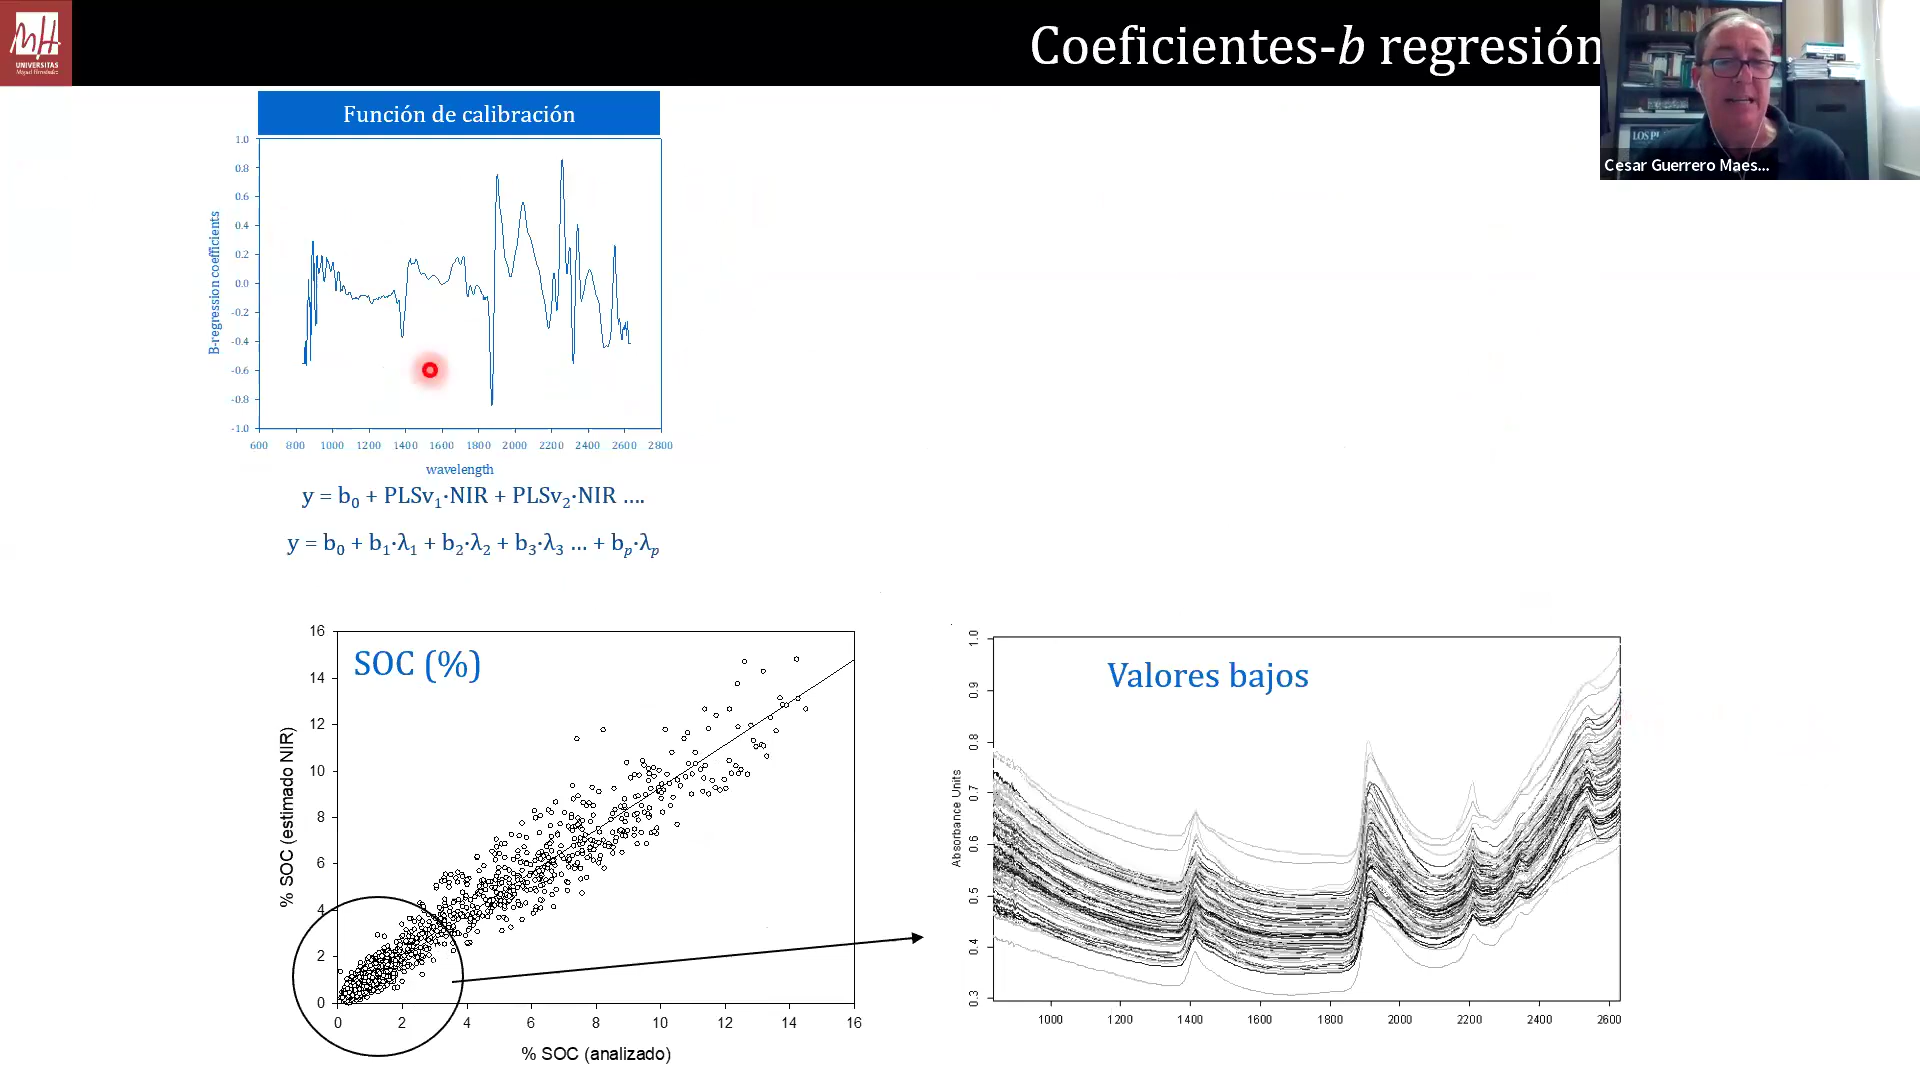 UNIVERSITAS
Miguel Hernández
Coeficientes-b regresión
LOS PI
Cesar Guerrero Maes...
Función de calibración
B-regression coefficients
1.0
0.8
0.6
0.4
0.2
0.0
-0.2
-0.4
-0.6
-0.8
-1.0
600 800 1000 1200 1400 1600 1800 2000 2200 2400 2600 2800
wavelength
y = b0 + PLSv1·NIR + PLSv2·NIR ....
y = b0 + b1·λ1 + b2·λ2 + b3·λ3 ... + bp·λp
SOC (%)
% SOC (estimado NIR)
16
14
12
10
8
6
4
2
0
0 2 4 6 8 10 12 14 16
% SOC (analizado)
Valores bajos
Absorbance Units
1.0
0.9
0.8
0.7
0.6
0.5
0.4
0.3
1000 1200 1400 1600 1800 2000 2200 2400 2600